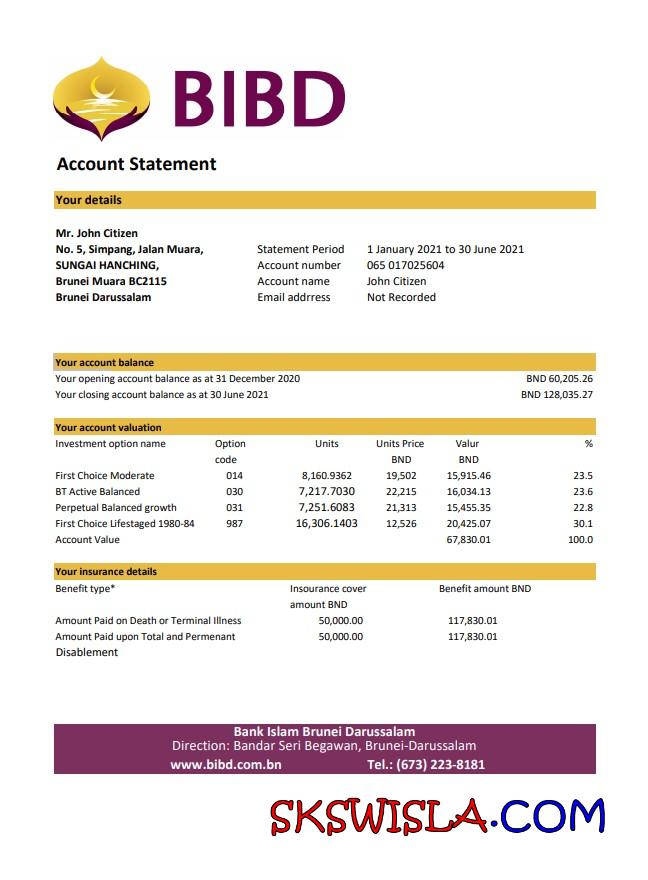 BIBD
Account Statement
Your details
Mr. John Citizen
No. 5, Simpang, Jalan Muara, Statement Period 1 January 2021 to 30 June 2021
SUNGAI HANCHING, Account number 065 017025604
Brunei Muara BC2115 Account name John Citizen
Brunei Darussalam Email addrress Not Recorded
Your account balance
Your opening account balance as at 31 December 2020 BND 60,205.26
Your closing account balance as at 30 June 2021 BND 128,035.27
Your account valuation
Investment option name Option Units Units Price Valur %
code BND BND
First Choice Moderate 014 8,160.9362 19,502 15,915.46 23.5
BT Active Balanced 030 7,217.7030 22,215 16,034.13 23.6
Perpetual Balanced growth 031 7,251.6083 21,313 15,455.35 22.8
First Choice Lifestaged 1980-84 987 16,306.1403 12,526 20,425.07 30.1
Account Value 67,830.01 100.0
Your insurance details
Benefit type* Insourance cover Benefit amount BND
amount BND
Amount Paid on Death or Terminal Illness 50,000.00 117,830.01
Amount Paid upon Total and Permenant 50,000.00 117,830.01
Disablement
Bank Islam Brunei Darussalam
Direction: Bandar Seri Begawan, Brunei-Darussalam
www.bibd.com.bn Tel.: (673) 223-8181
SKSWISLA.COM